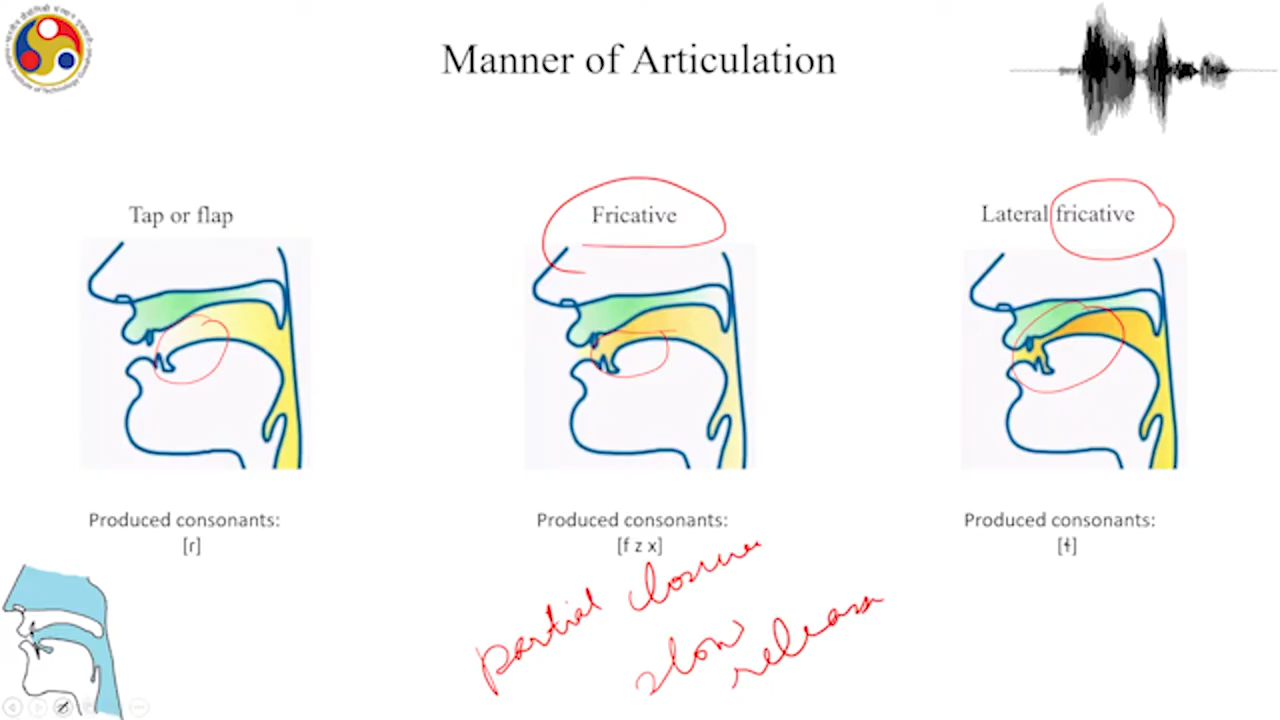 Manner of Articulation
Tap or flap
Fricative
Lateral fricative
Produced consonants:
[r]
Produced consonants:
[f z x]
Produced consonants:
[ɬ]
partial closure
slow
release